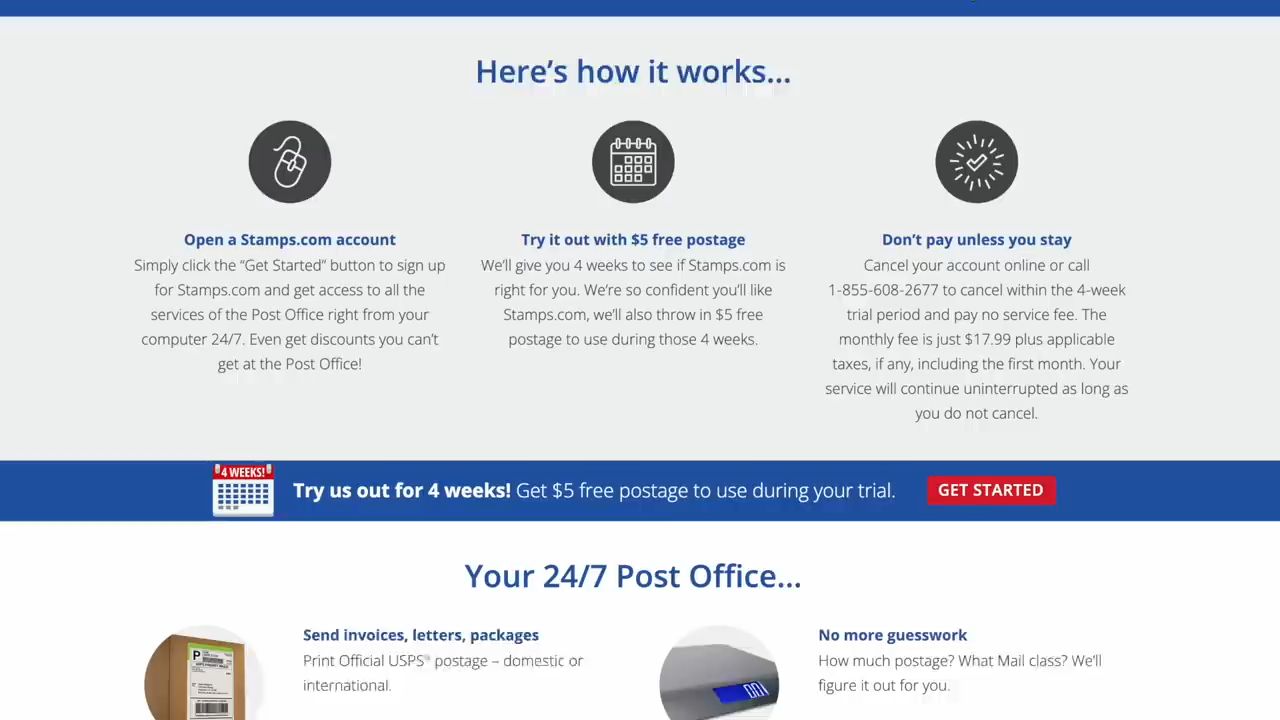 Here’s how it works...
Open a Stamps.com account
Simply click the “Get Started” button to sign up
for Stamps.com and get access to all the
services of the Post Office right from your
computer 24/7. Even get discounts you can’t
get at the Post Office!
Try it out with $5 free postage
We’ll give you 4 weeks to see if Stamps.com is
right for you. We’re so confident you’ll like
Stamps.com, we’ll also throw in $5 free
postage to use during those 4 weeks.
Don’t pay unless you stay
Cancel your account online or call
1-855-608-2677 to cancel within the 4-week
trial period and pay no service fee. The
monthly fee is just $17.99 plus applicable
taxes, if any, including the first month. Your
service will continue uninterrupted as long as
you do not cancel.
4 WEEKS!
Try us out for 4 weeks! Get $5 free postage to use during your trial.
GET STARTED
Your 24/7 Post Office...
Send invoices, letters, packages
Print Official USPS® postage – domestic or
international.
P
No more guesswork
How much postage? What Mail class? We’ll
figure it out for you.